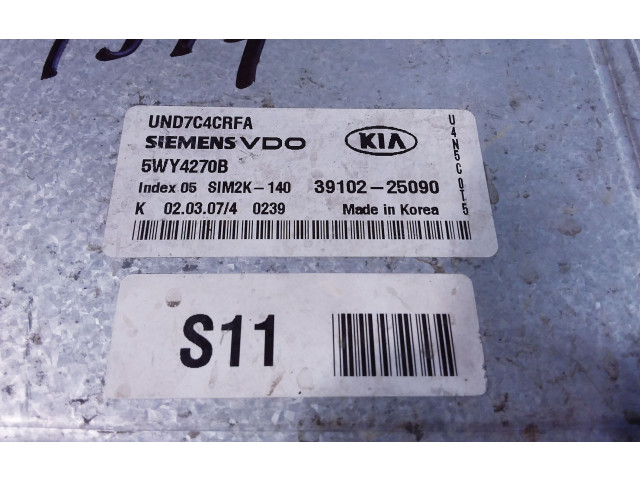 UND7C4CRFA
SIEMENS VDO
KIA
5WY4270B
Index 05 SIM2K-140
39102-25090
K 02.03.07/4 0239
Made in Korea
U4N5C0T5
S11